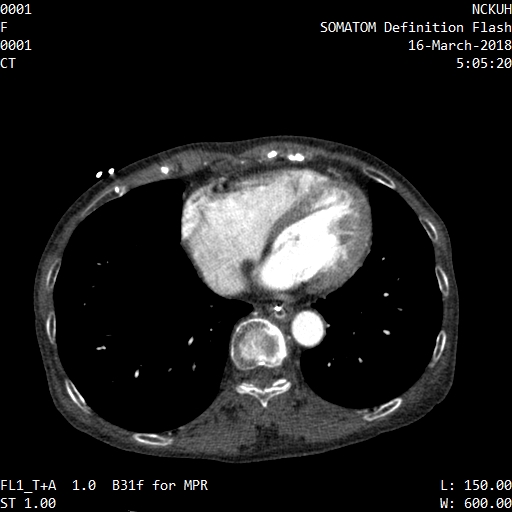 0001 NCKUH
F SOMATOM Definition Flash
0001 16-March-2018
CT 5:05:20
FL1_T+A 1.0 B31f for MPR L: 150.00
ST 1.00 W: 600.00